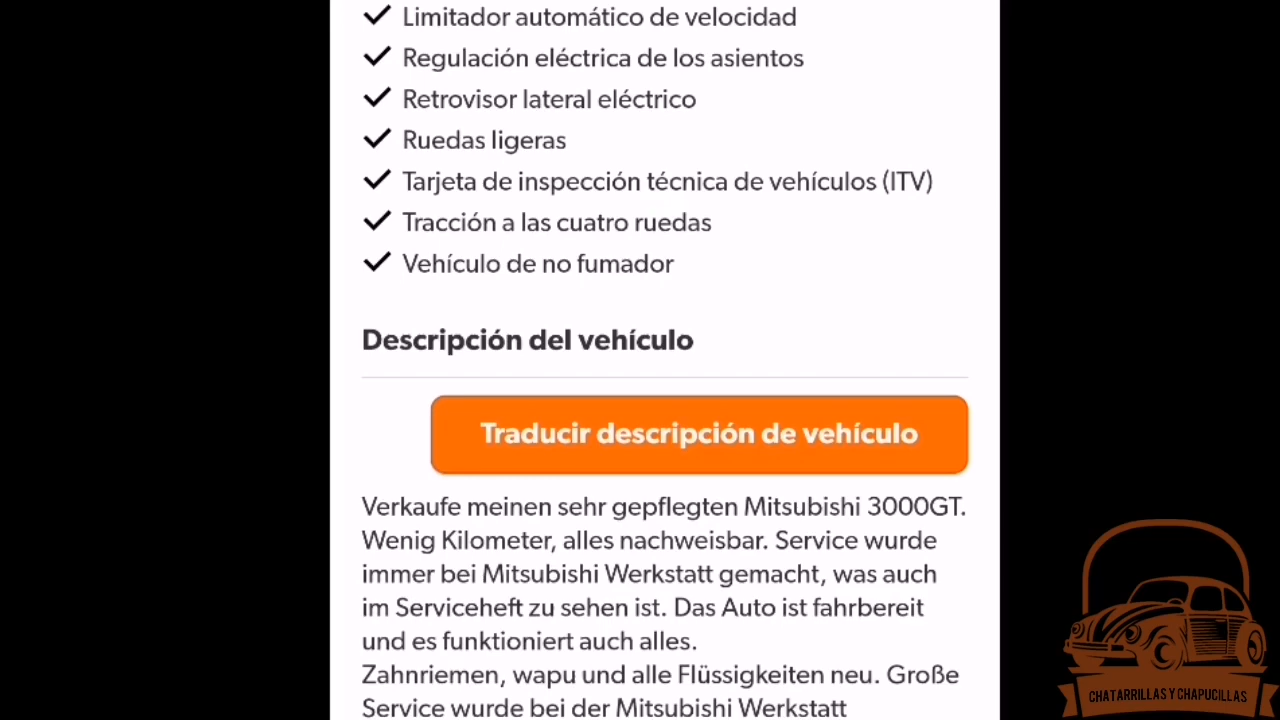 Limitador automático de velocidad
Regulación eléctrica de los asientos
Retrovisor lateral eléctrico
Ruedas ligeras
Tarjeta de inspección técnica de vehículos (ITV)
Tracción a las cuatro ruedas
Vehículo de no fumador
Descripción del vehículo
Traducir descripción de vehículo
Verkaufe meinen sehr gepflegten Mitsubishi 3000GT.
Wenig Kilometer, alles nachweisbar. Service wurde
immer bei Mitsubishi Werkstatt gemacht, was auch
im Serviceheft zu sehen ist. Das Auto ist fahrbereit
und es funktioniert auch alles.
Zahnriemen, wapu und alle Flüssigkeiten neu. Große
Service wurde bei der Mitsubishi Werkstatt
CHATARRILLAS Y CHAPUCILLAS